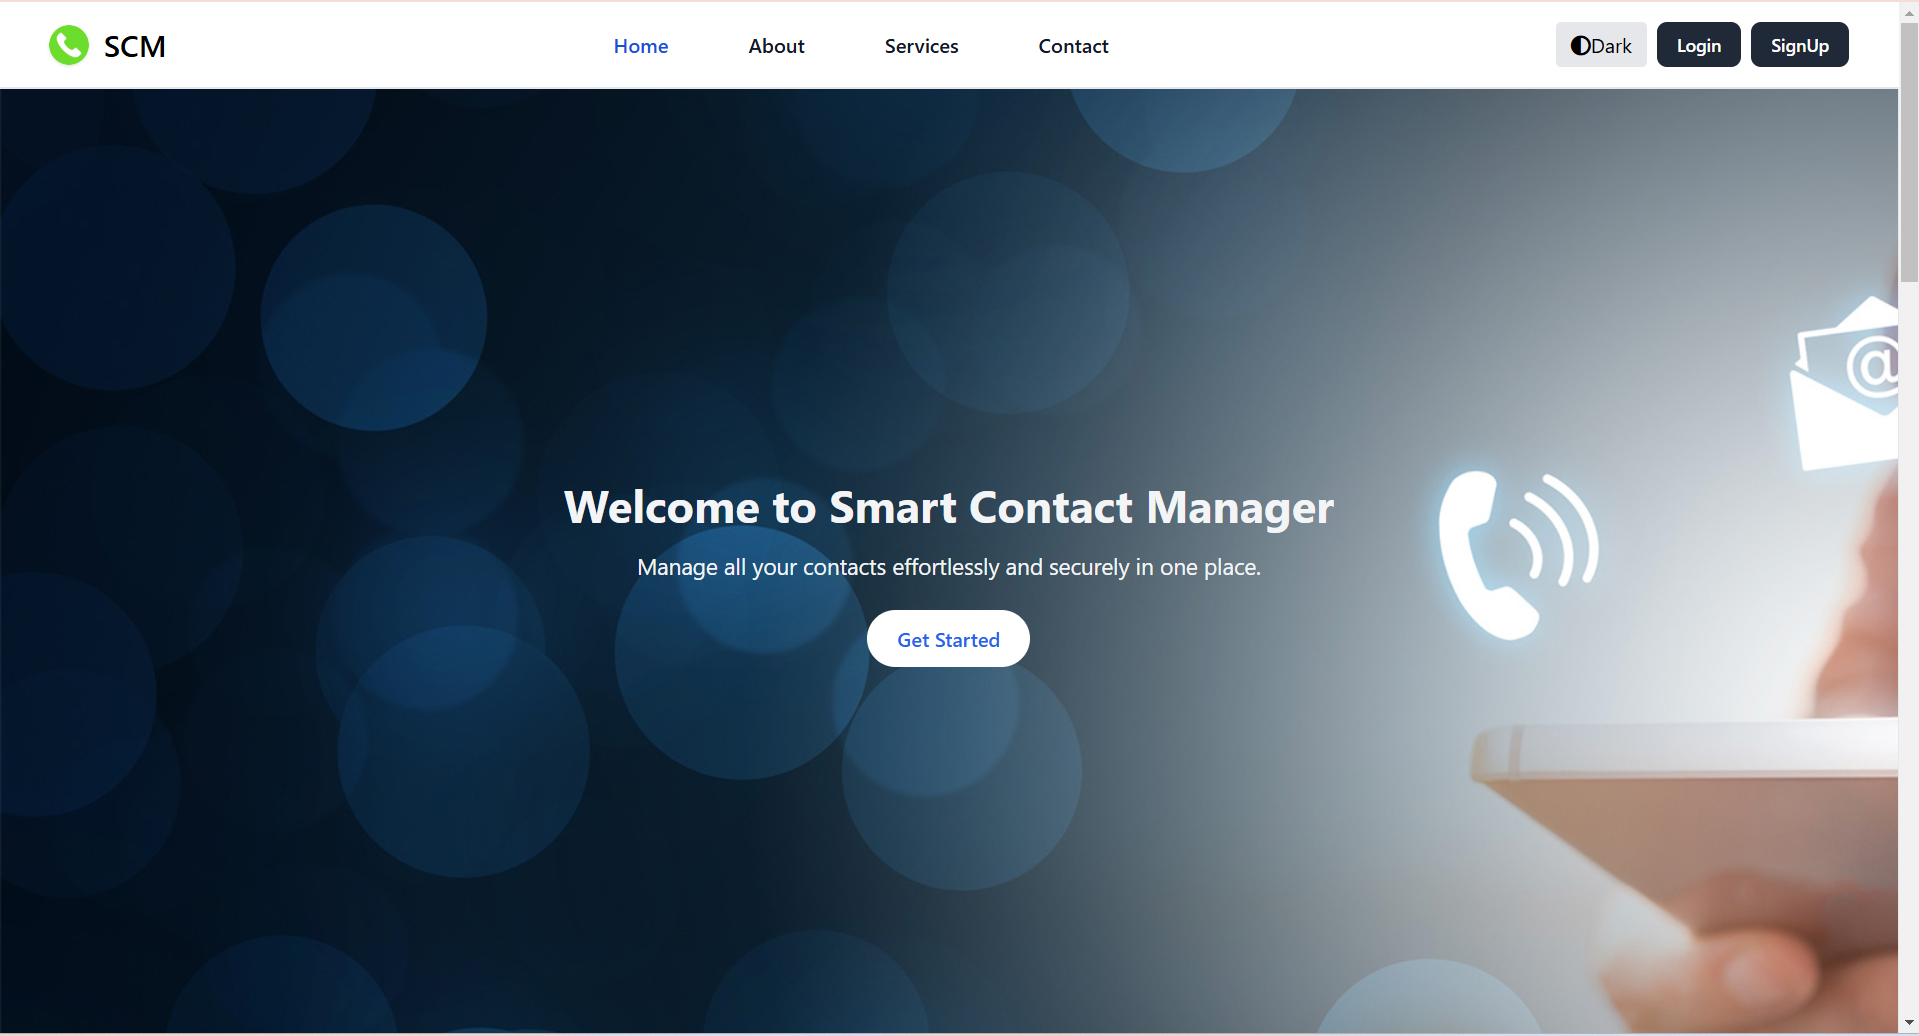 SCM
Home About Services Contact
Dark Login SignUp
@
Welcome to Smart Contact Manager
Manage all your contacts effortlessly and securely in one place.
Get Started